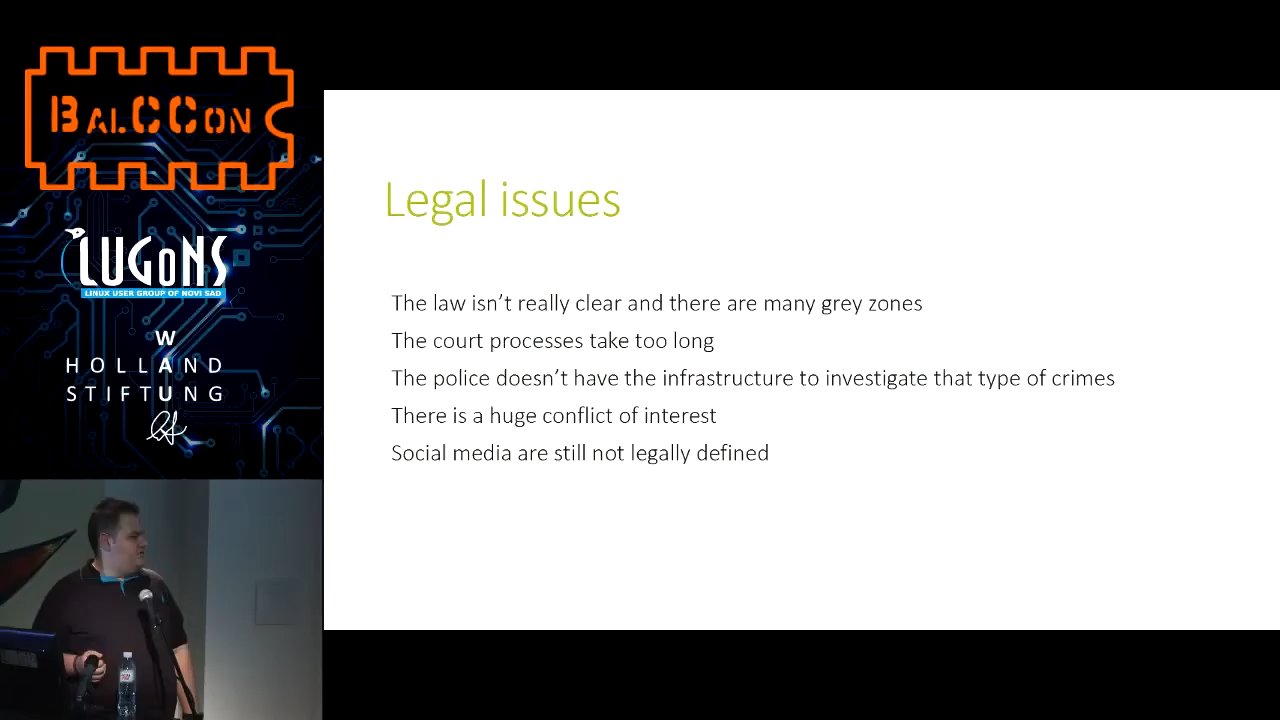 BALCCON
LUGONS
LINUX USER GROUP OF NOVI SAD
WAU
HOLLAND
STIFTUNG
Legal issues
The law isn’t really clear and there are many grey zones
The court processes take too long
The police doesn’t have the infrastructure to investigate that type of crimes
There is a huge conflict of interest
Social media are still not legally defined